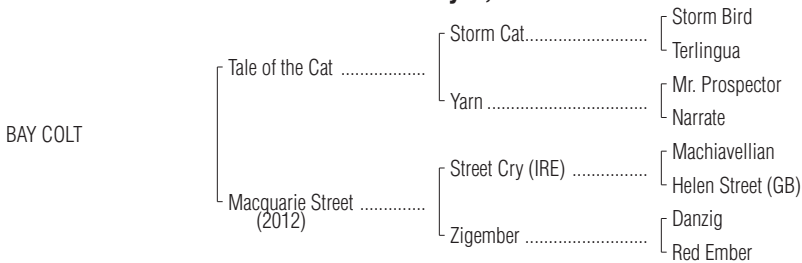 Storm Bird
Storm Cat
Terlingua
Tale of the Cat
Mr. Prospector
Yarn
Narrate
BAY COLT
Machiavellian
Street Cry (IRE)
Helen Street (GB)
Macquarie Street
(2012)
Danzig
Zigember
Red Ember